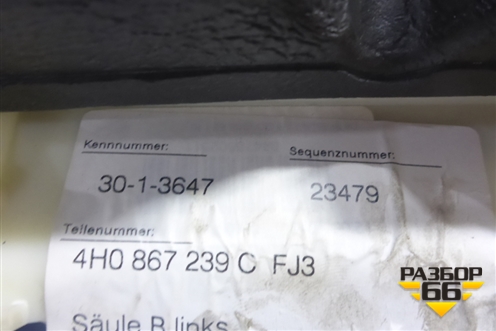 Kennnummer: Sequenznummer:
30-1-3647 23479
Teilenummer:
4H0 867 239 C FJ3
Säule B links
РАЗБОР
66